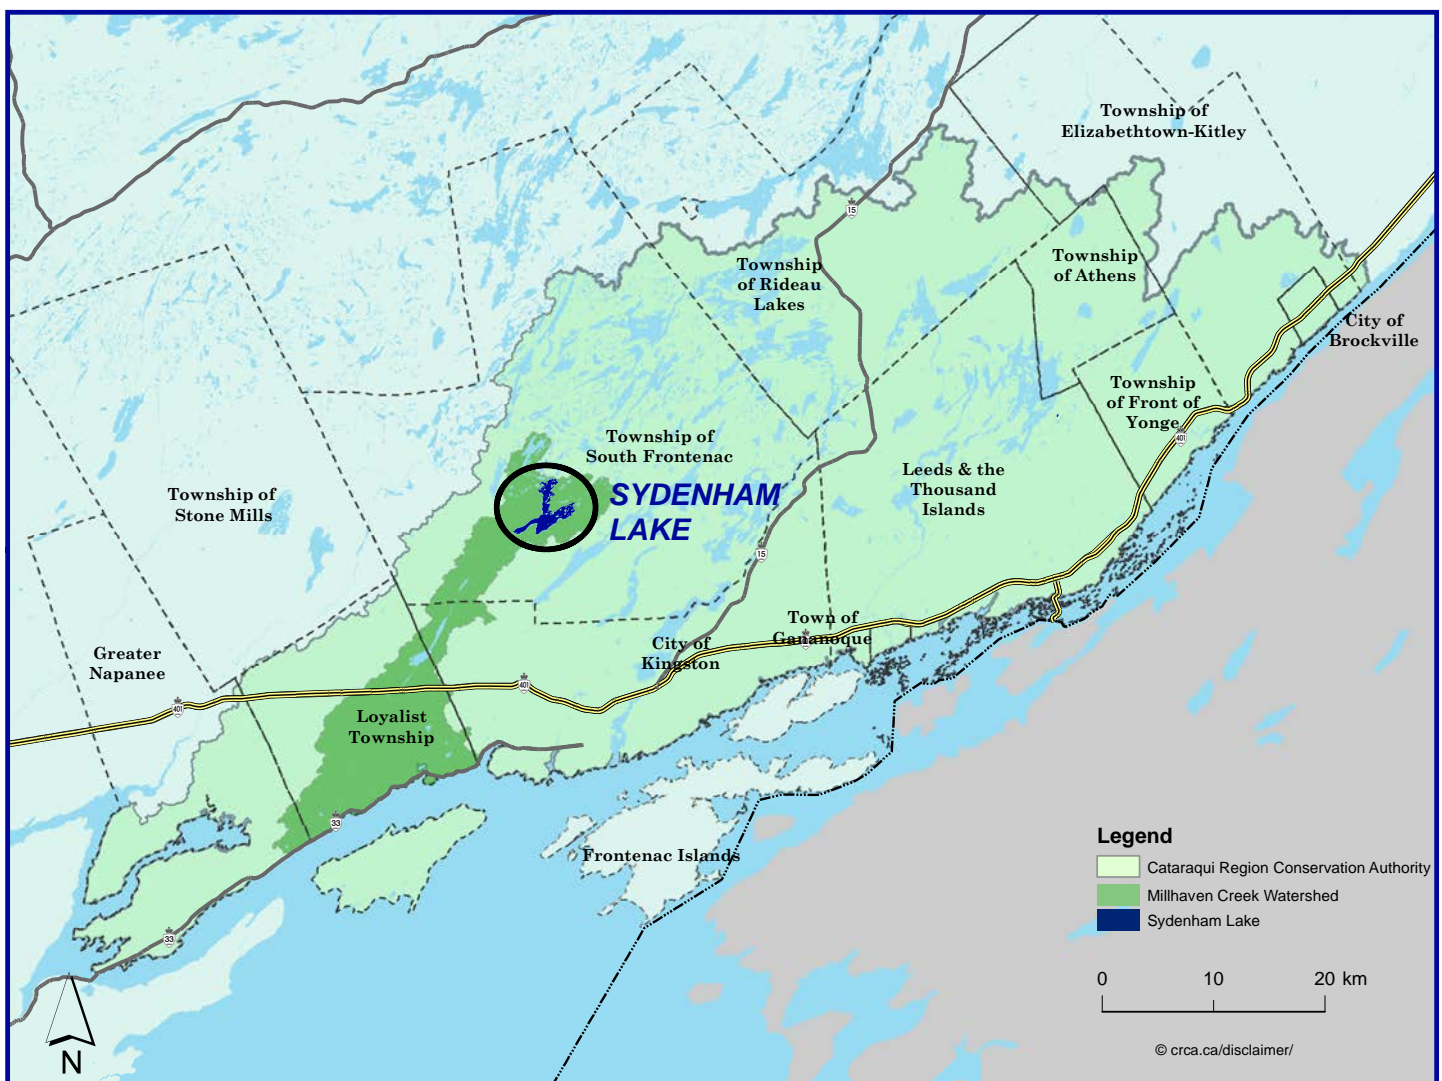 Township of
Elizabethtown-Kitley
15
Township
of Rideau
Lakes
Township
of Athens
City of
Brockville
Township
of Front of
Yonge
401
Township of
South Frontenac
Leeds & the
Thousand
Islands
Township of
Stone Mills
SYDENHAM
LAKE
15
Town of
Gananoque
City of
Kingston
Greater
Napanee
401
401
Loyalist
Township
33
Frontenac Islands
33
Legend
Cataraqui Region Conservation Authority
Millhaven Creek Watershed
Sydenham Lake
0 10 20 km
© crca.ca/disclaimer/
N